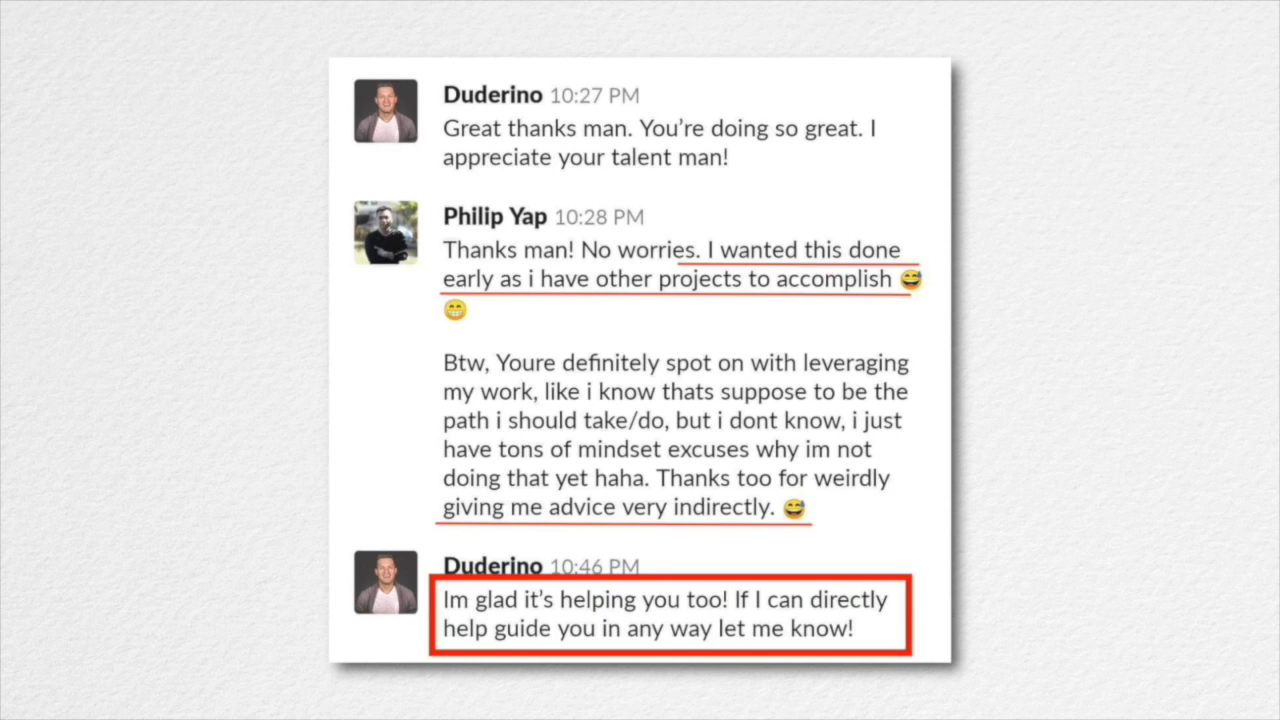 Duderino 10:27 PM
Great thanks man. You’re doing so great. I
appreciate your talent man!
Philip Yap 10:28 PM
Thanks man! No worries. I wanted this done
early as i have other projects to accomplish 😅
😁
Btw, Youre definitely spot on with leveraging
my work, like i know thats suppose to be the
path i should take/do, but i dont know, i just
have tons of mindset excuses why im not
doing that yet haha. Thanks too for weirdly
giving me advice very indirectly. 😅
Duderino 10:46 PM
Im glad it’s helping you too! If I can directly
help guide you in any way let me know!